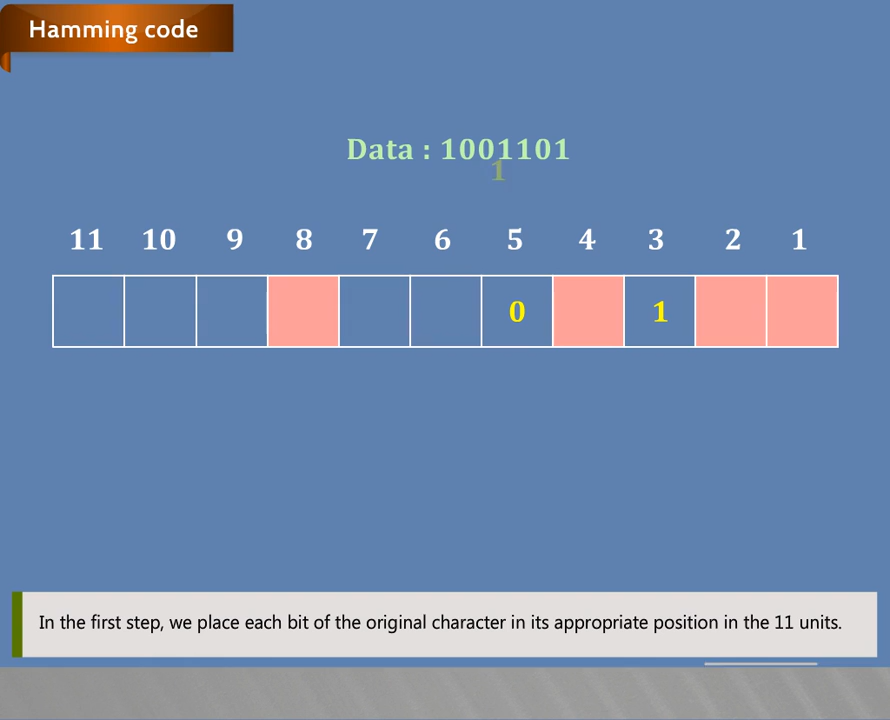 Hamming code
Data : 1001101
1
11 10 9 8 7 6 5 4 3 2 1
0 1
In the first step, we place each bit of the original character in its appropriate position in the 11 units.